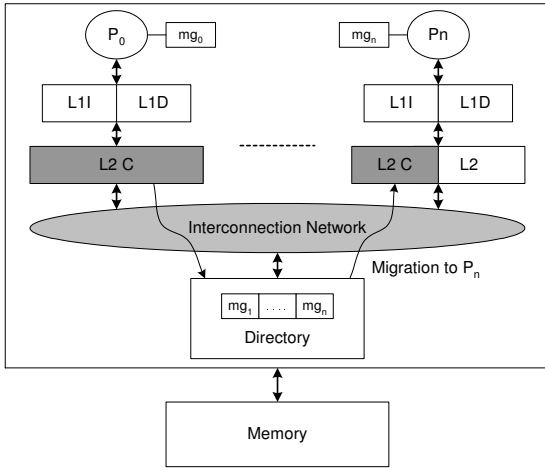 P0 mg0 mgn Pn
L1I L1D L1I L1D
L2 C L2 C L2
Interconnection Network
Migration to Pn
mg1 .... mgn
Directory
Memory